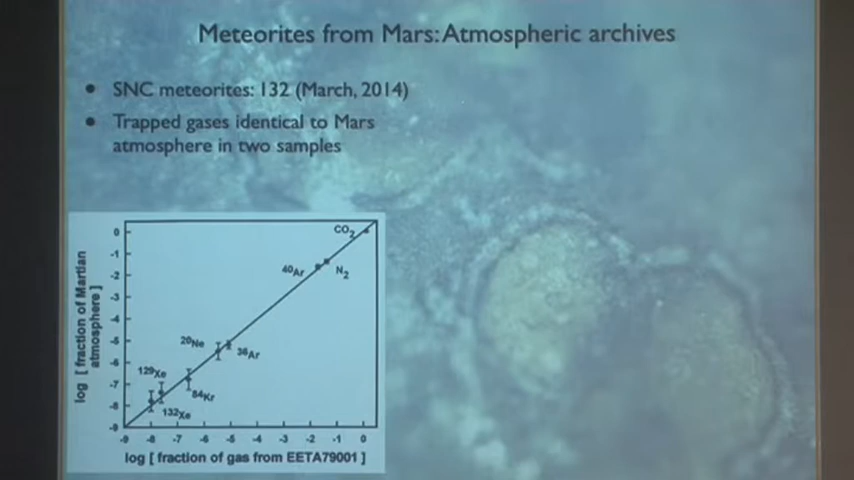 Meteorites from Mars: Atmospheric archives
• SNC meteorites: 132 (March, 2014)
• Trapped gases identical to Mars
atmosphere in two samples
log [ fraction of Martian
atmosphere ]
0
-1
-2
-3
-4
-5
-6
-7
-8
-9
CO₂
⁴⁰Ar
N₂
²⁰Ne
³⁶Ar
¹²⁹Xe
⁸⁴Kr
¹³²Xe
-9 -8 -7 -6 -5 -4 -3 -2 -1 0
log [ fraction of gas from EETA79001 ]